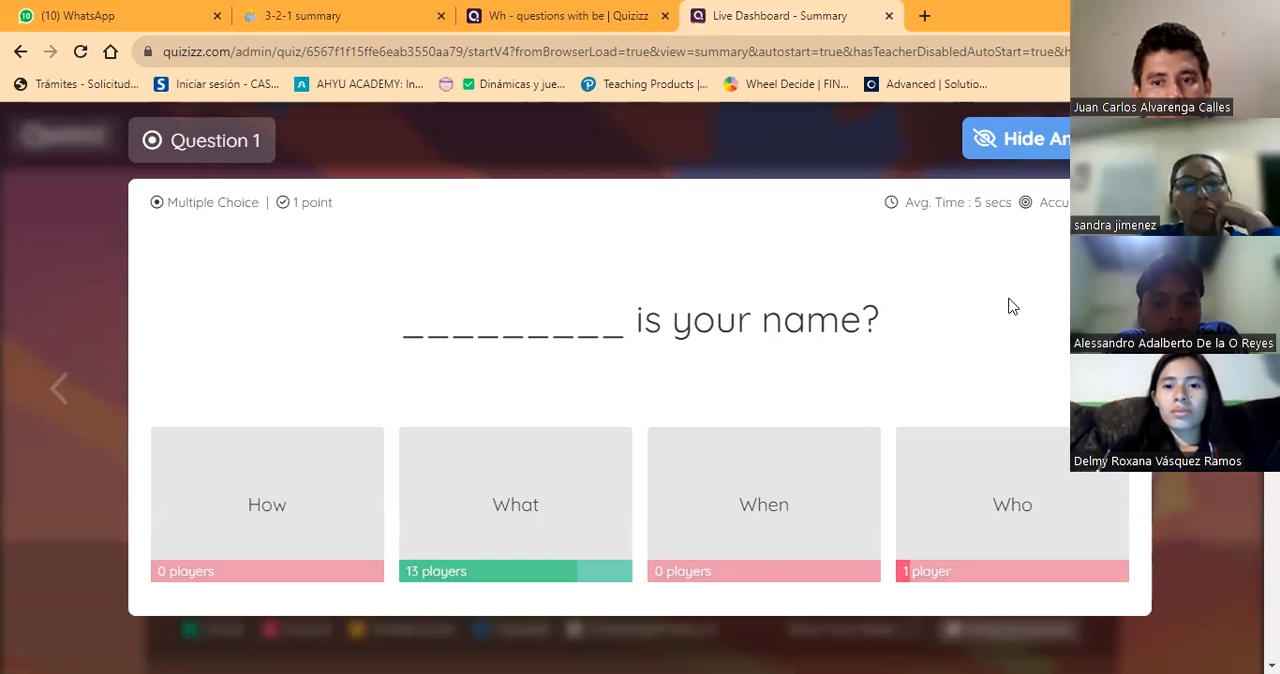 (10) WhatsApp
3-2-1 summary
Wh - questions with be | Quizizz
Live Dashboard - Summary
quizizz.com/admin/quiz/6567f1f15ffe6eab3550aa79/startV4?fromBrowserLoad=true&view=summary&autostart=true&hasTeacherDisabledAutoStart=true&h
Trámites - Solicitud...
Iniciar sesión - CAS...
AHYU ACADEMY: In...
Dinámicas y jue...
Teaching Products |...
Wheel Decide | FIN...
Advanced | Solutio...
Question 1
Hide An
Multiple Choice | 1 point
Avg. Time : 5 secs
Accu
_________ is your name?
How
What
When
Who
0 players
13 players
0 players
1 player
Juan Carlos Alvarenga Calles
sandra jimenez
Alessandro Adalberto De la O Reyes
Delmy Roxana Vásquez Ramos